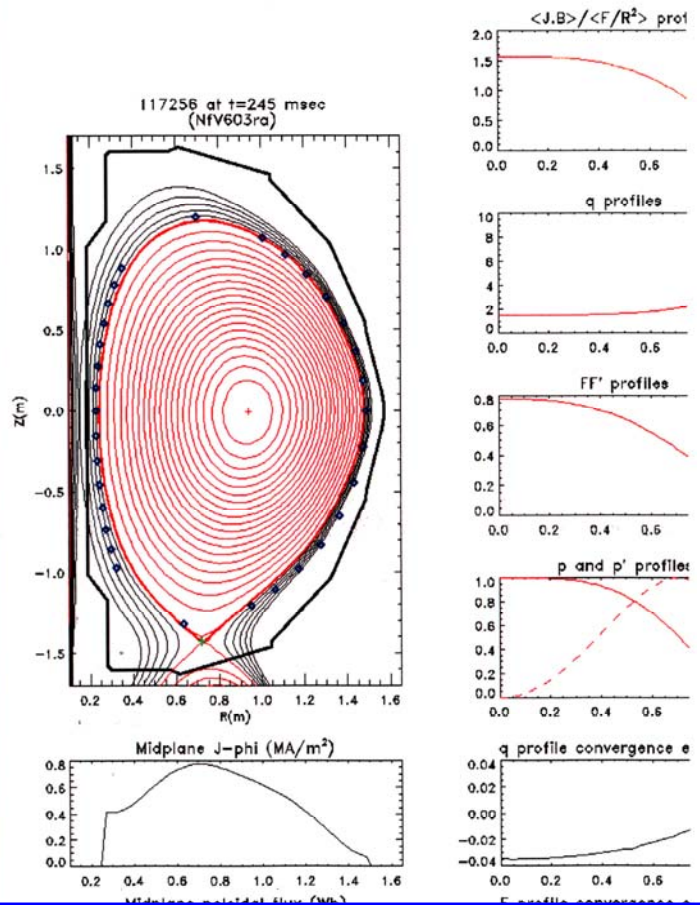 <J.B>/<F/R²> prof
2.0
1.5
1.0
0.5
0.0
0.0 0.2 0.4 0.6
117256 at t=245 msec
(NfV603ra)
1.5
1.0
0.5
0.0
−0.5
−1.0
−1.5
Z(m)
0.2 0.4 0.6 0.8 1.0 1.2 1.4 1.6
R(m)
q profiles
10
8
6
4
2
0
0.0 0.2 0.4 0.6
FF' profiles
0.8
0.6
0.4
0.2
0.0
0.0 0.2 0.4 0.6
p and p' profiles
1.0
0.8
0.6
0.4
0.2
0.0
0.0 0.2 0.4 0.6
Midplane J-phi (MA/m²)
0.8
0.6
0.4
0.2
0.0
0.2 0.4 0.6 0.8 1.0 1.2 1.4 1.6
q profile convergence e
0.04
0.02
0.00
−0.02
−0.04
0.0 0.2 0.4 0.6
Midplane poloidal flux (Wb)
F profile convergence e